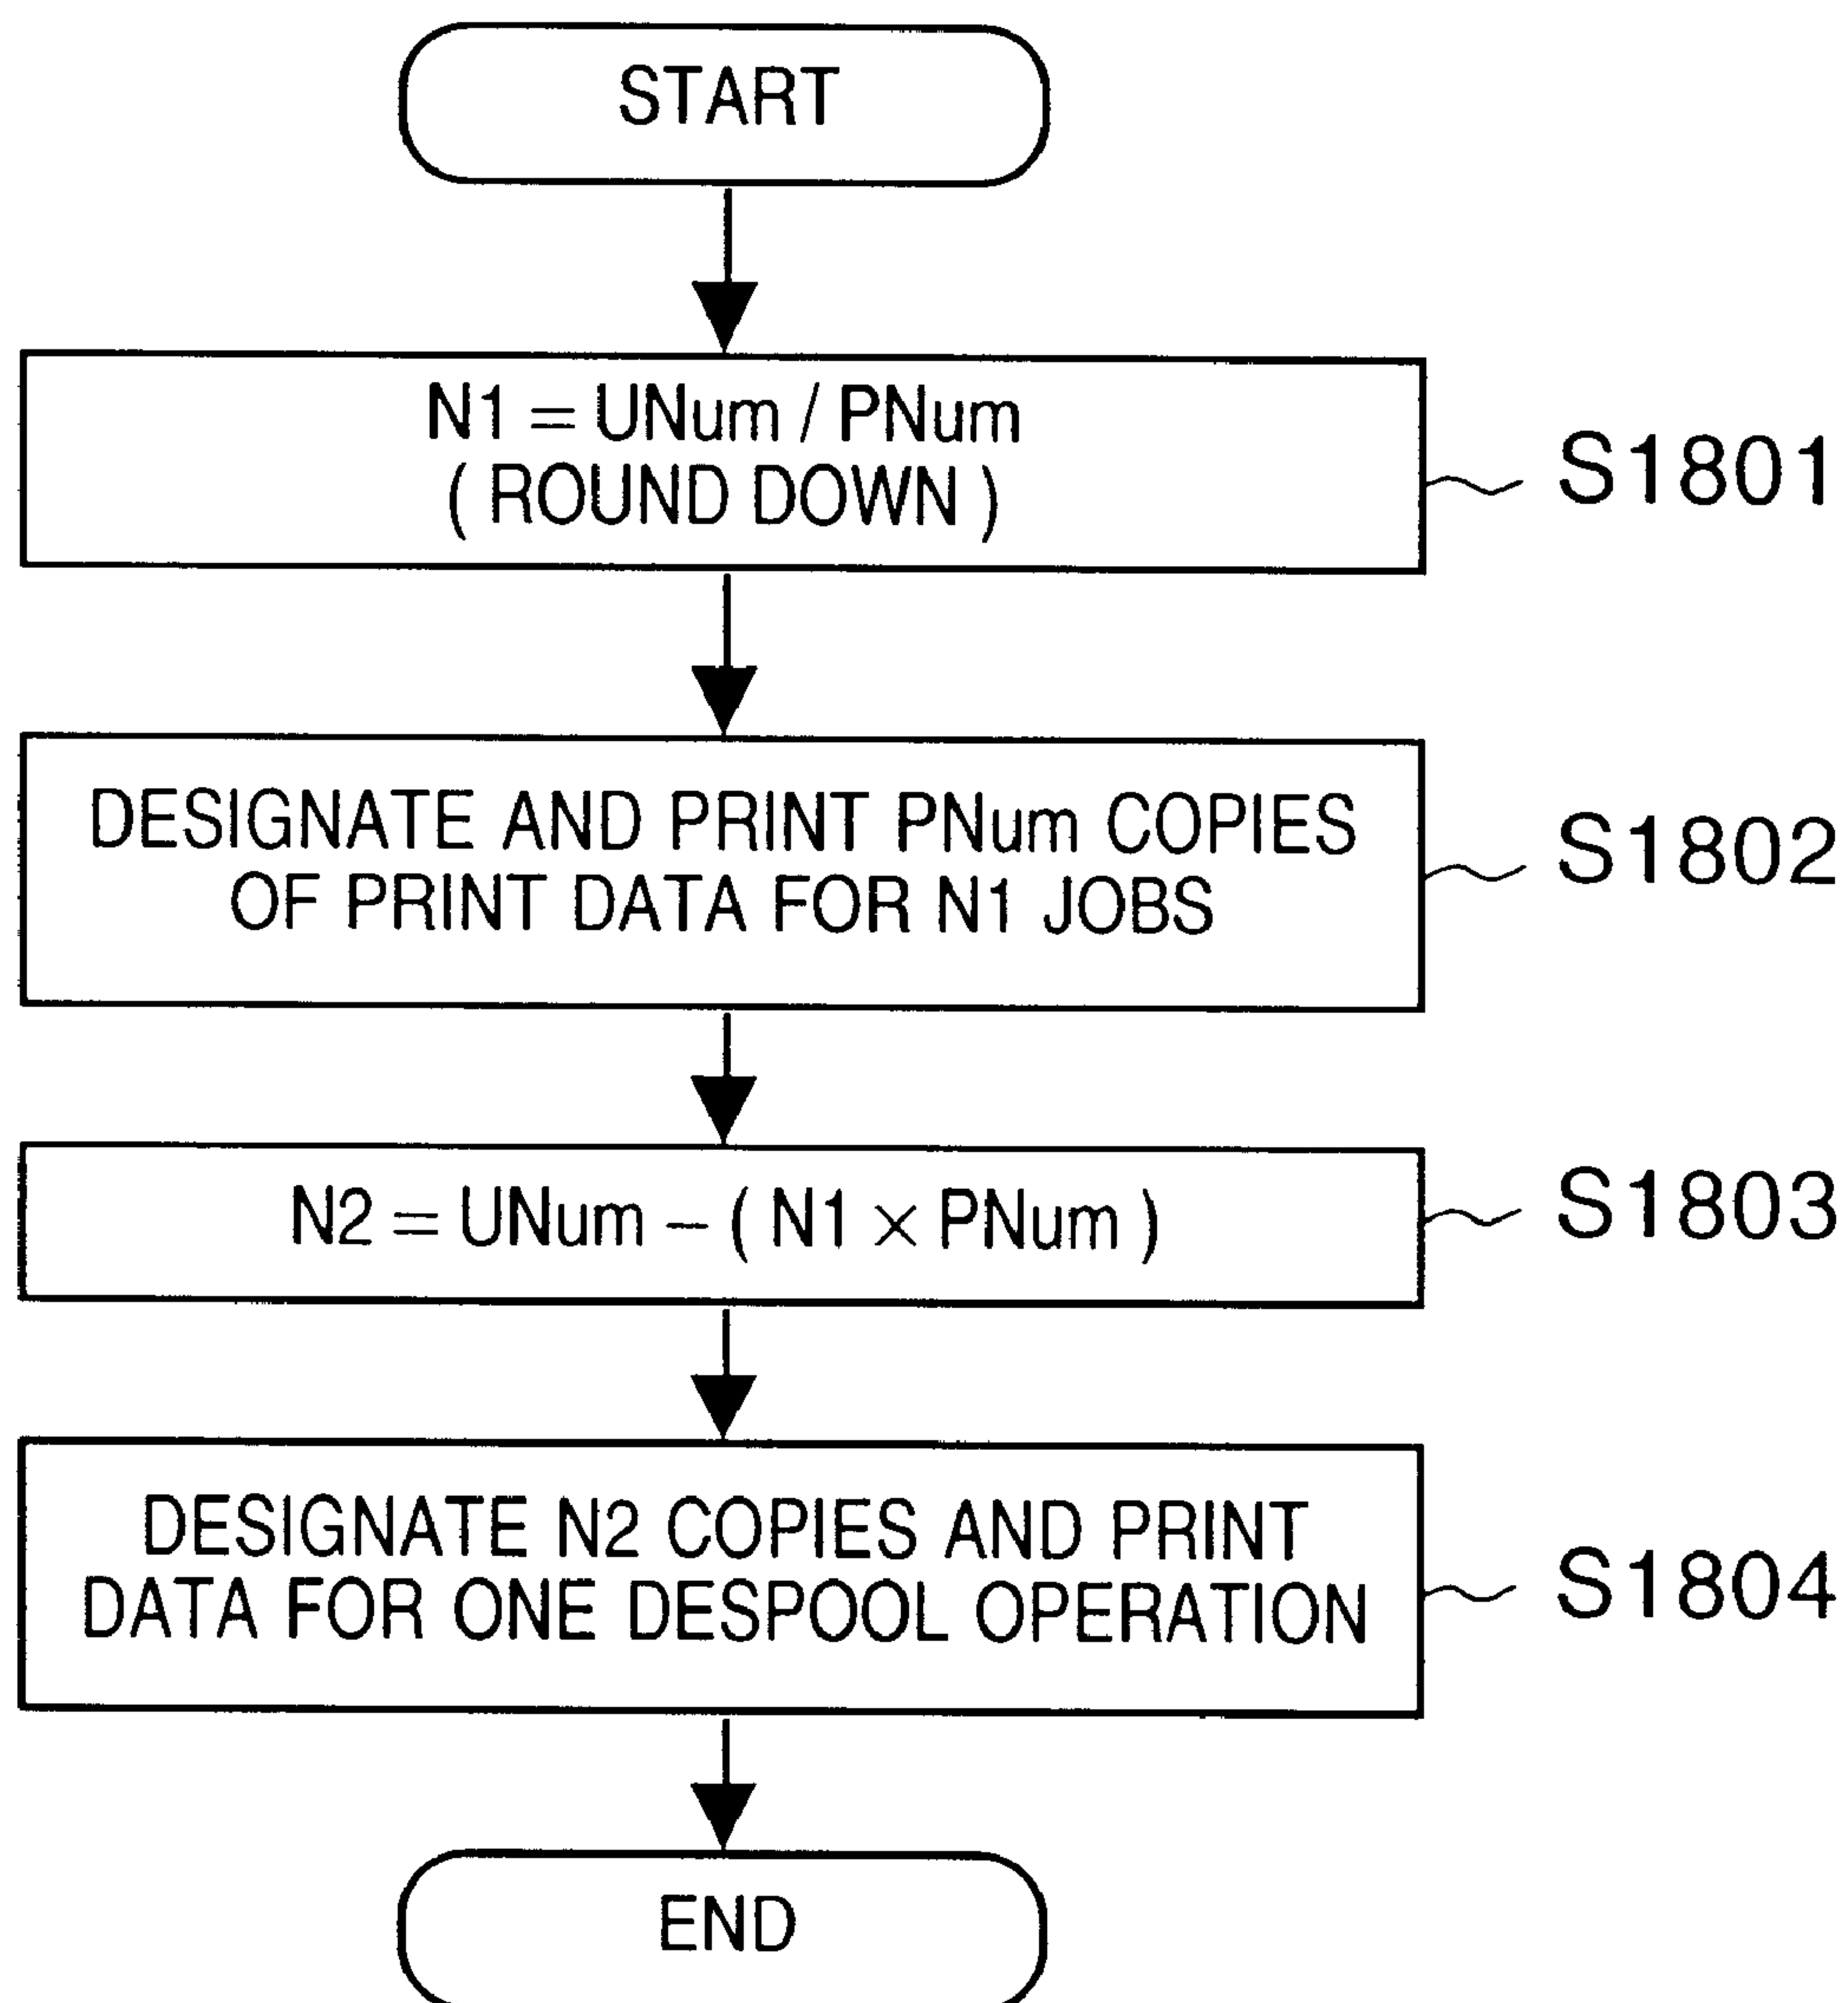 START
N1 = UNum / PNum
( ROUND DOWN )
S1801
DESIGNATE AND PRINT PNum COPIES
OF PRINT DATA FOR N1 JOBS
S1802
N2 = UNum – ( N1 × PNum )
S1803
DESIGNATE N2 COPIES AND PRINT
DATA FOR ONE DESPOOL OPERATION
S1804
END